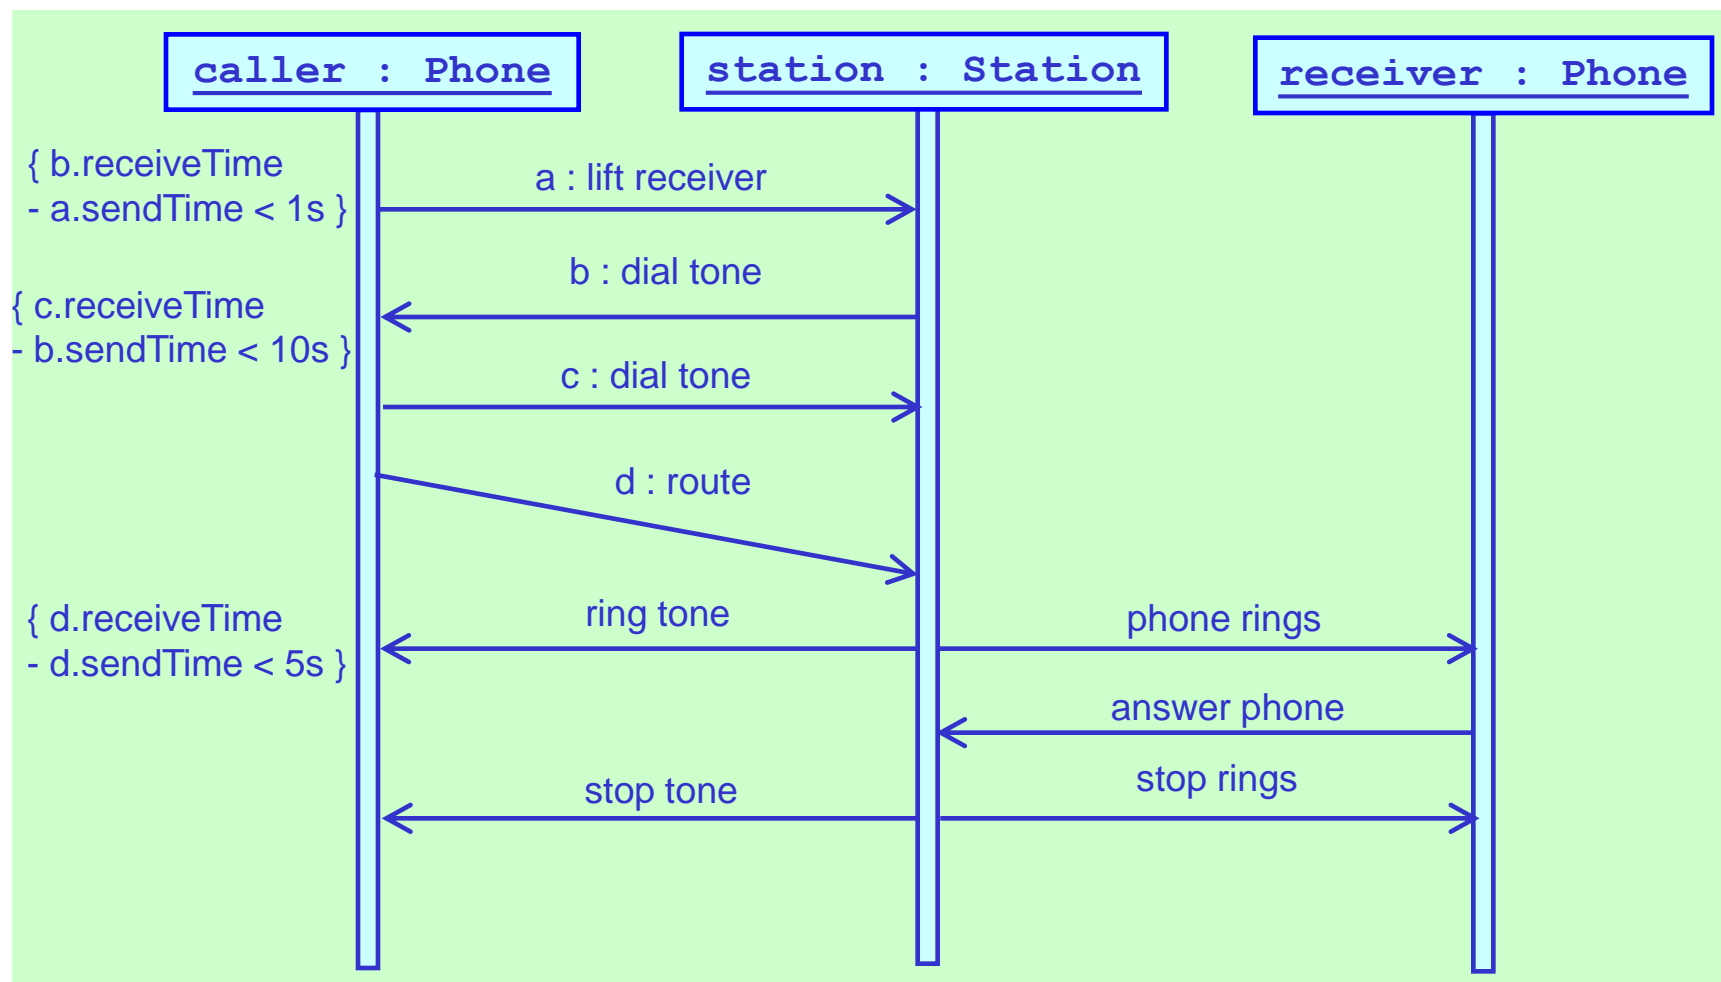 caller : Phone
station : Station
receiver : Phone
{ b.receiveTime
- a.sendTime < 1s }
a : lift receiver
b : dial tone
{ c.receiveTime
- b.sendTime < 10s }
c : dial tone
d : route
{ d.receiveTime
- d.sendTime < 5s }
ring tone
phone rings
answer phone
stop tone
stop rings